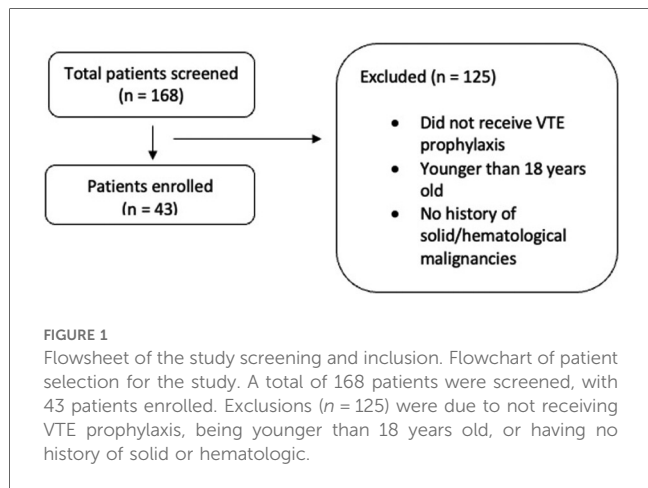 Total patients screened
(n = 168)
Patients enrolled
(n = 43)
Excluded (n = 125)
• Did not receive VTE
prophylaxis
• Younger than 18 years
old
• No history of
solid/hematological
malignancies
FIGURE 1
Flowsheet of the study screening and inclusion. Flowchart of patient
selection for the study. A total of 168 patients were screened, with
43 patients enrolled. Exclusions (n = 125) were due to not receiving
VTE prophylaxis, being younger than 18 years old, or having no
history of solid or hematologic.